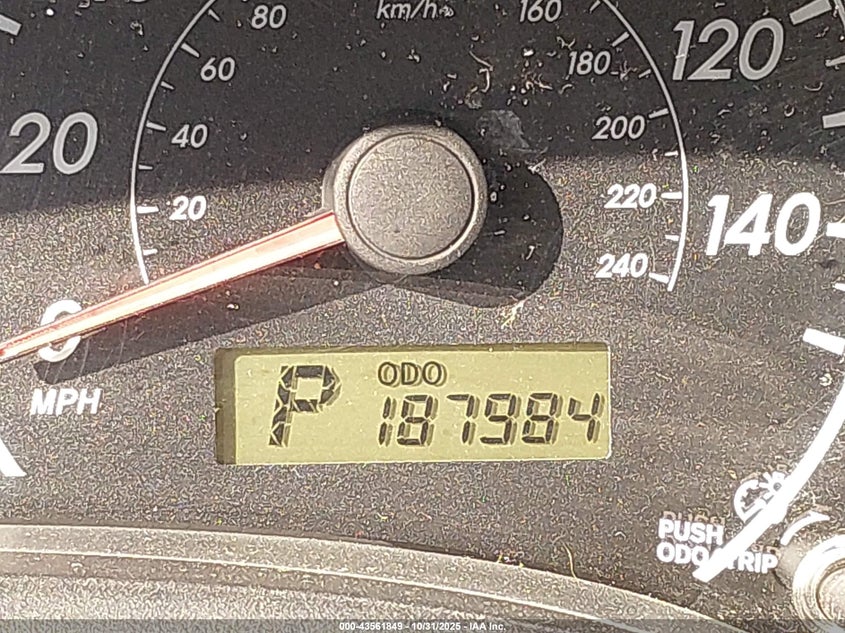 80 km/h 160
60 180 120
20 40 200
20 220 140
240
0
MPH
ODO
P 187984
PUSH
ODO/TRIP
000-43561849 - 10/31/2025 - IAA Inc.